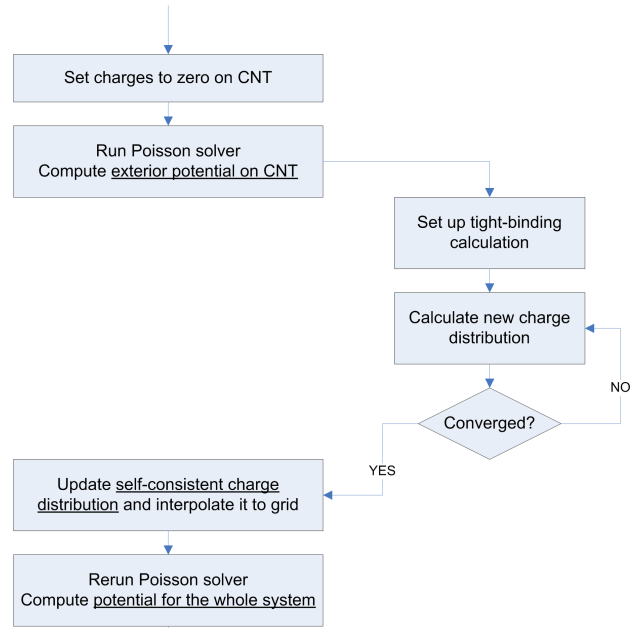 Set charges to zero on CNT
Run Poisson solver
Compute exterior potential on CNT
Set up tight-binding
calculation
Calculate new charge
distribution
NO
Converged?
YES
Update self-consistent charge
distribution and interpolate it to grid
Rerun Poisson solver
Compute potential for the whole system